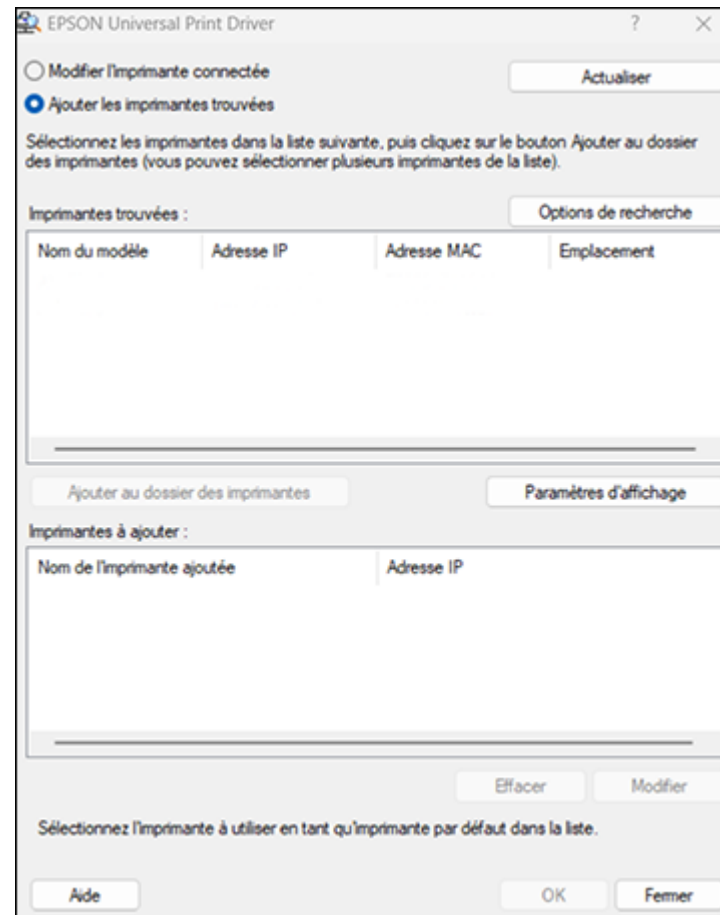 EPSON Universal Print Driver ?
Modifier l'imprimante connectée
Actualiser
Ajouter les imprimantes trouvées
Sélectionnez les imprimantes dans la liste suivante, puis cliquez sur le bouton Ajouter au dossier
des imprimantes (vous pouvez sélectionner plusieurs imprimantes de la liste).
Imprimantes trouvées :
Options de recherche
Nom du modèle Adresse IP Adresse MAC Emplacement
Ajouter au dossier des imprimantes
Paramètres d'affichage
Imprimantes à ajouter :
Nom de l'imprimante ajoutée Adresse IP
Effacer Modifier
Sélectionnez l'imprimante à utiliser en tant qu'imprimante par défaut dans la liste.
Aide OK Fermer